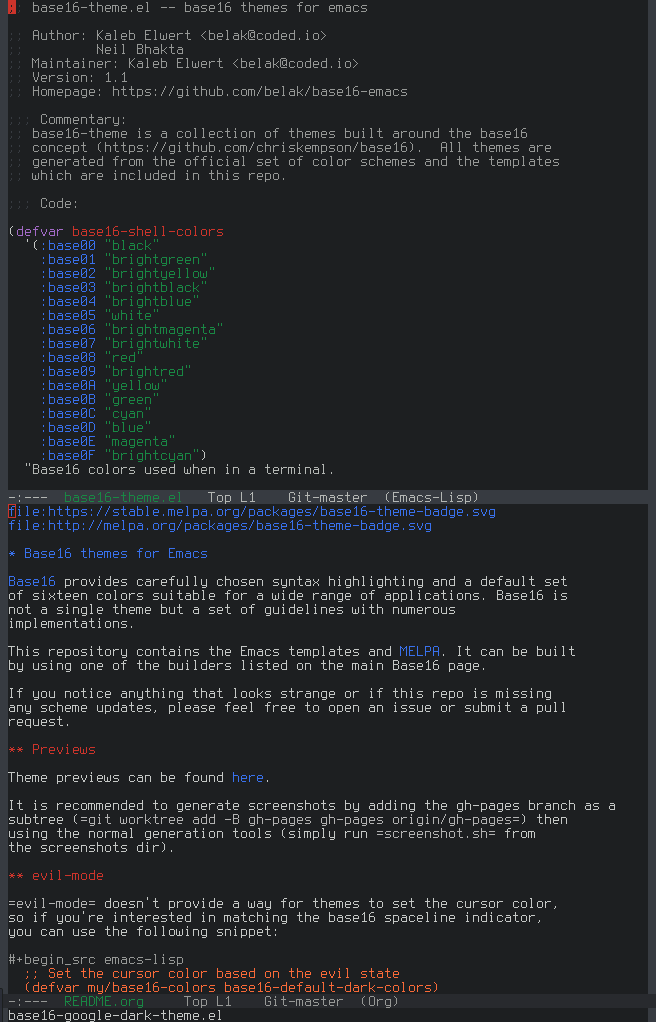 ;; base16-theme.el -- base16 themes for emacs
;; Author: Kaleb Elwert <belak@coded.io>
;;         Neil Bhakta
;; Maintainer: Kaleb Elwert <belak@coded.io>
;; Version: 1.1
;; Homepage: https://github.com/belak/base16-emacs
;;; Commentary:
;; base16-theme is a collection of themes built around the base16
;; concept (https://github.com/chriskempson/base16).  All themes are
;; generated from the official set of color schemes and the templates
;; which are included in this repo.
;;; Code:
(defvar base16-shell-colors
  '(:base00 "black"
    :base01 "brightgreen"
    :base02 "brightyellow"
    :base03 "brightblack"
    :base04 "brightblue"
    :base05 "white"
    :base06 "brightmagenta"
    :base07 "brightwhite"
    :base08 "red"
    :base09 "brightred"
    :base0A "yellow"
    :base0B "green"
    :base0C "cyan"
    :base0D "blue"
    :base0E "magenta"
    :base0F "brightcyan")
  "Base16 colors used when in a terminal.
-:---  base16-theme.el   Top L1    Git-master  (Emacs-Lisp)
file:https://stable.melpa.org/packages/base16-theme-badge.svg
file:http://melpa.org/packages/base16-theme-badge.svg
* Base16 themes for Emacs
Base16 provides carefully chosen syntax highlighting and a default set
of sixteen colors suitable for a wide range of applications. Base16 is
not a single theme but a set of guidelines with numerous
implementations.
This repository contains the Emacs templates and MELPA. It can be built
by using one of the builders listed on the main Base16 page.
If you notice anything that looks strange or if this repo is missing
any scheme updates, please feel free to open an issue or submit a pull
request.
** Previews
Theme previews can be found here.
It is recommended to generate screenshots by adding the gh-pages branch as a
subtree (=git worktree add -B gh-pages gh-pages origin/gh-pages=) then
using the normal generation tools (simply run =screenshot.sh= from
the screenshots dir).
** evil-mode
=evil-mode= doesn't provide a way for themes to set the cursor color,
so if you're interested in matching the base16 spaceline indicator,
you can use the following snippet:
#+begin_src emacs-lisp
  ;; Set the cursor color based on the evil state
  (defvar my/base16-colors base16-default-dark-colors)
-:---  README.org     Top L1    Git-master  (Org)
base16-google-dark-theme.el